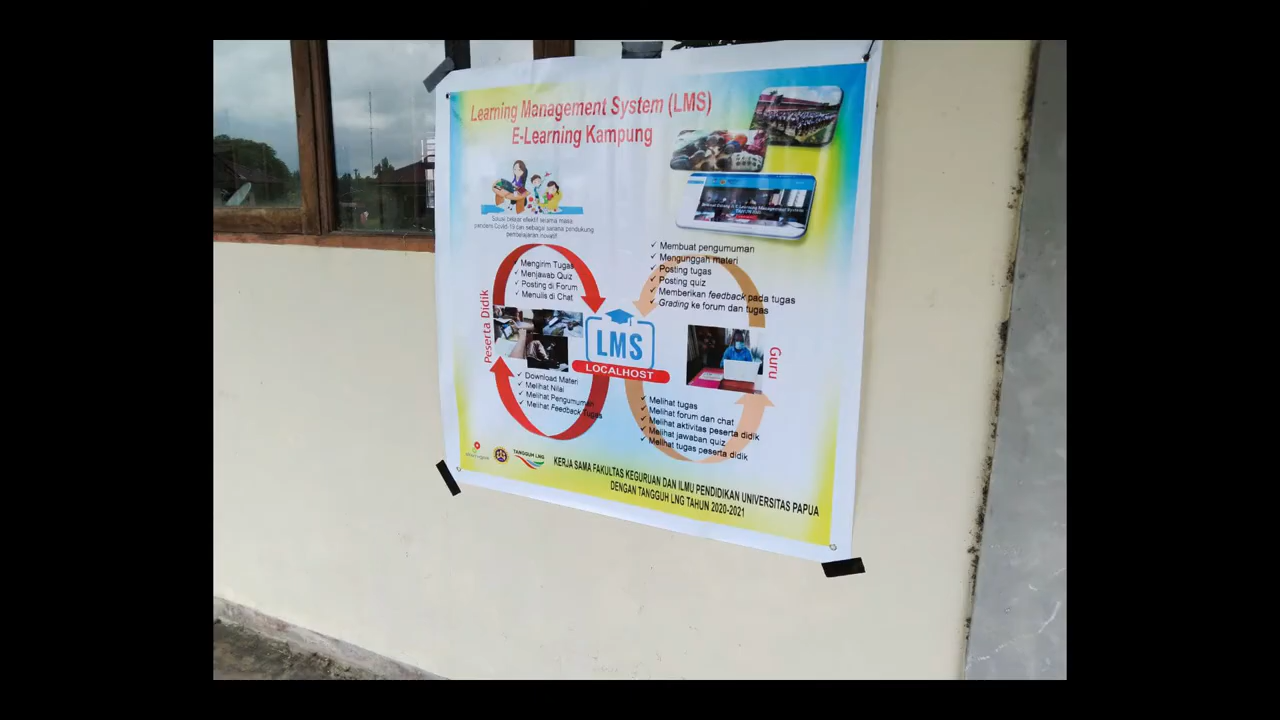 Learning Management System (LMS)
E-Learning Kampung
Solusi belajar efektif selama masa
pandemi Covid-19 dan sebagai sarana pendukung
pembelajaran inovatif
Mengirim Tugas
Menjawab Quiz
Posting di Forum
Menulis di Chat
Membuat pengumuman
Mengunggah materi
Posting tugas
Posting quiz
Memberikan feedback pada tugas
Grading ke forum dan tugas
Peserta Didik
LMS
LOCALHOST
Guru
Download Materi
Melihat Nilai
Melihat Pengumuman
Melihat Feedback Tugas
Melihat tugas
Melihat forum dan chat
Melihat aktivitas peserta didik
Melihat jawaban quiz
Melihat tugas peserta didik
TANGGUH LNG
KERJA SAMA FAKULTAS KEGURUAN DAN ILMU PENDIDIKAN UNIVERSITAS PAPUA
DENGAN TANGGUH LNG TAHUN 2020-2021